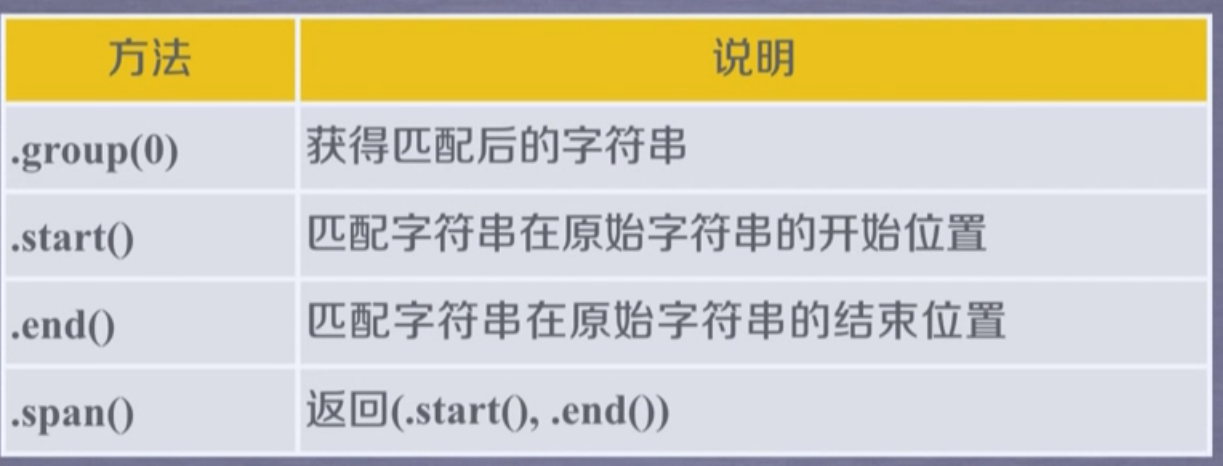 方法 说明
.group(0) 获得匹配后的字符串
.start() 匹配字符串在原始字符串的开始位置
.end() 匹配字符串在原始字符串的结束位置
.span() 返回(.start(), .end())